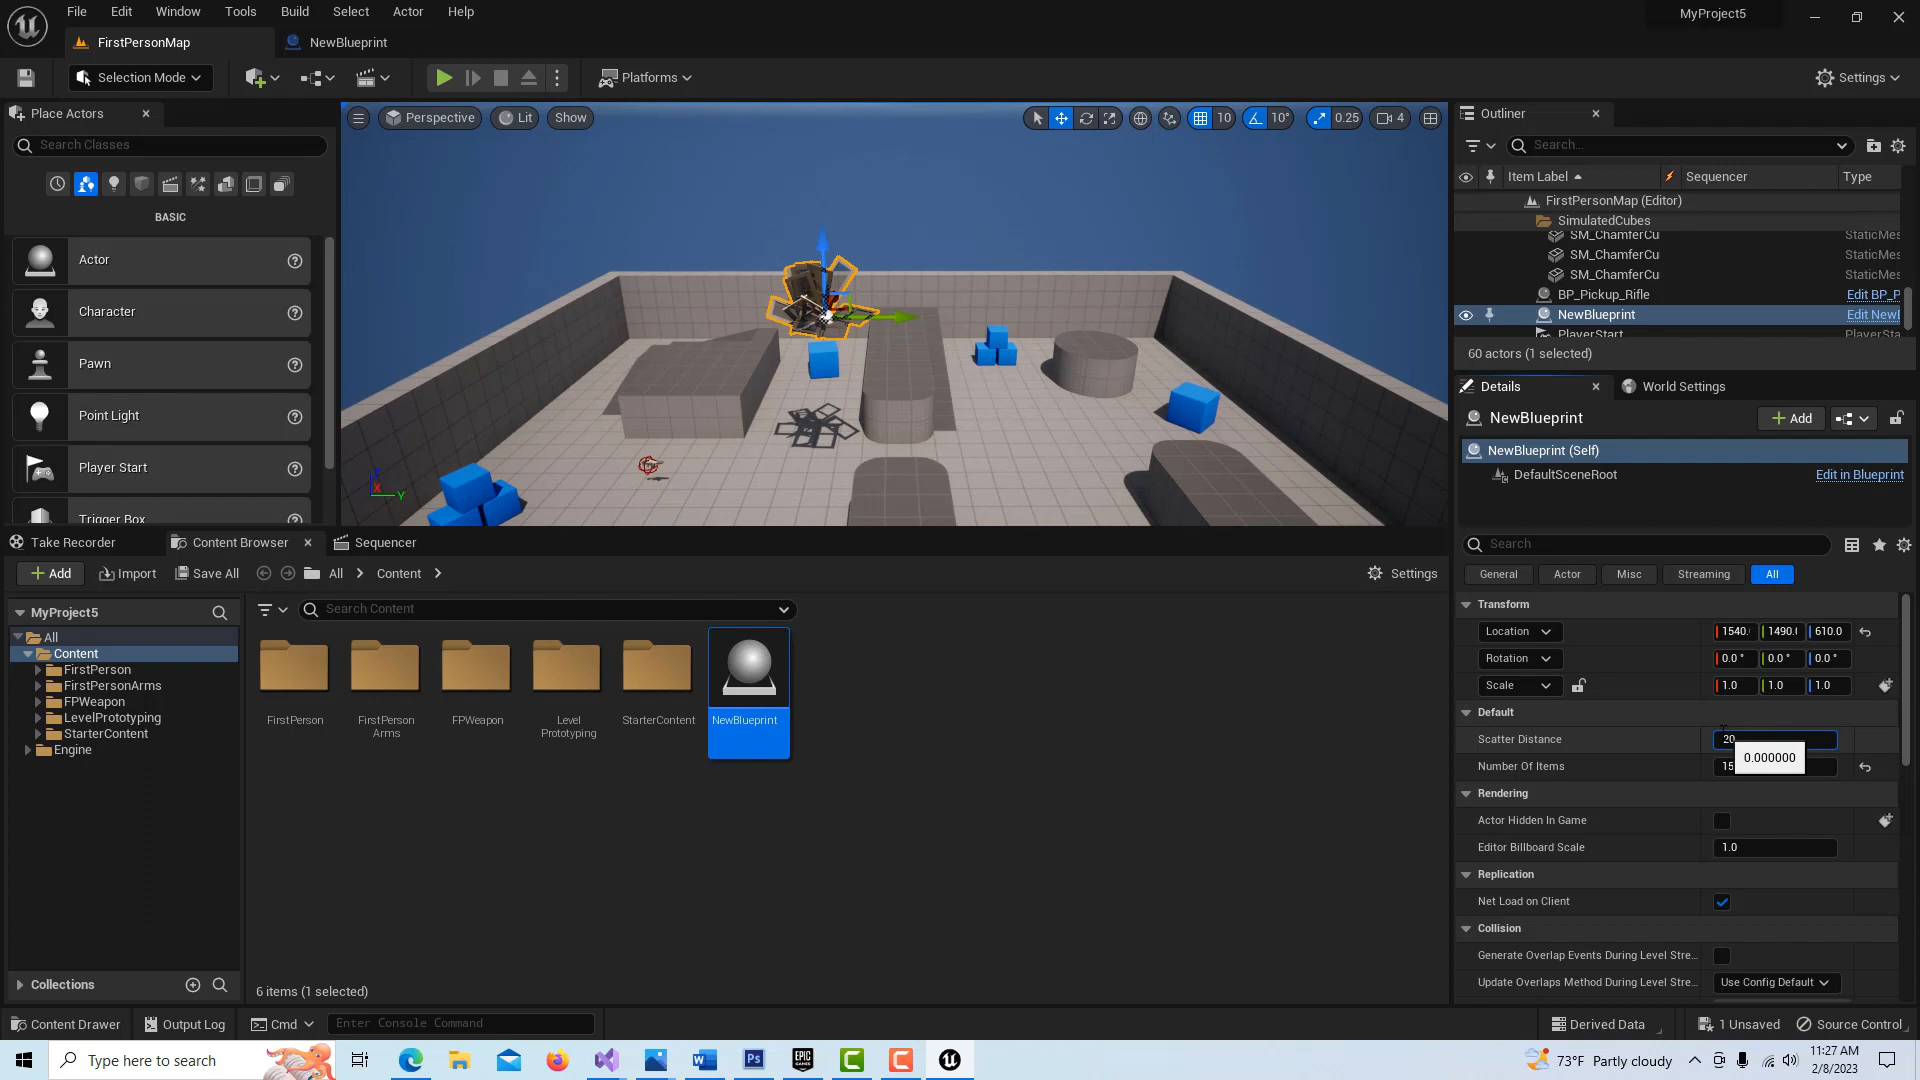 File Edit Window Tools Build Select Actor Help
MyProject5
FirstPersonMap
NewBlueprint
Selection Mode
Platforms
Settings
Place Actors
Search Classes
BASIC
Actor
Character
Pawn
Point Light
Player Start
Trigger Box
Perspective
Lit
Show
10
10°
0.25
4
Outliner
Search...
Item Label
Sequencer
Type
FirstPersonMap (Editor)
SimulatedCubes
SM_ChamferCu StaticMes
SM_ChamferCu StaticMes
SM_ChamferCu StaticMes
BP_Pickup_Rifle Edit BP_P
NewBlueprint Edit NewI
PlayerStart PlayerSta
60 actors (1 selected)
Details
World Settings
NewBlueprint
Add
NewBlueprint (Self)
DefaultSceneRoot Edit in Blueprint
Search
General Actor Misc Streaming All
Transform
Location 1540. 1490. 610.0
Rotation 0.0 ° 0.0 ° 0.0 °
Scale 1.0 1.0 1.0
Default
Scatter Distance 20
0.000000
Number Of Items 15
Rendering
Actor Hidden In Game
Editor Billboard Scale 1.0
Replication
Net Load on Client
Collision
Generate Overlap Events During Level Stre...
Update Overlaps Method During Level Stre... Use Config Default
Take Recorder
Content Browser
Sequencer
Add
Import
Save All
All
Content
Settings
MyProject5
All
Content
FirstPerson
FirstPersonArms
FPWeapon
LevelPrototyping
StarterContent
Engine
Collections
Search Content
FirstPerson
FirstPerson
Arms
FPWeapon
Level
Prototyping
StarterContent
NewBlueprint
6 items (1 selected)
Content Drawer
Output Log
Cmd
Enter Console Command
Derived Data
1 Unsaved
Source Control
Type here to search
Ps
EPIC
GAMES
73°F Partly cloudy
11:27 AM
2/8/2023